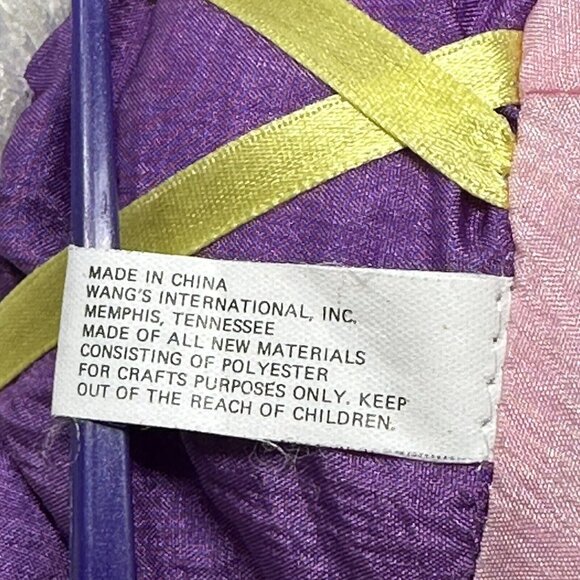 MADE IN CHINA
WANG'S INTERNATIONAL, INC.
MEMPHIS, TENNESSEE
MADE OF ALL NEW MATERIALS
CONSISTING OF POLYESTER
FOR CRAFTS PURPOSES ONLY. KEEP
OUT OF THE REACH OF CHILDREN.